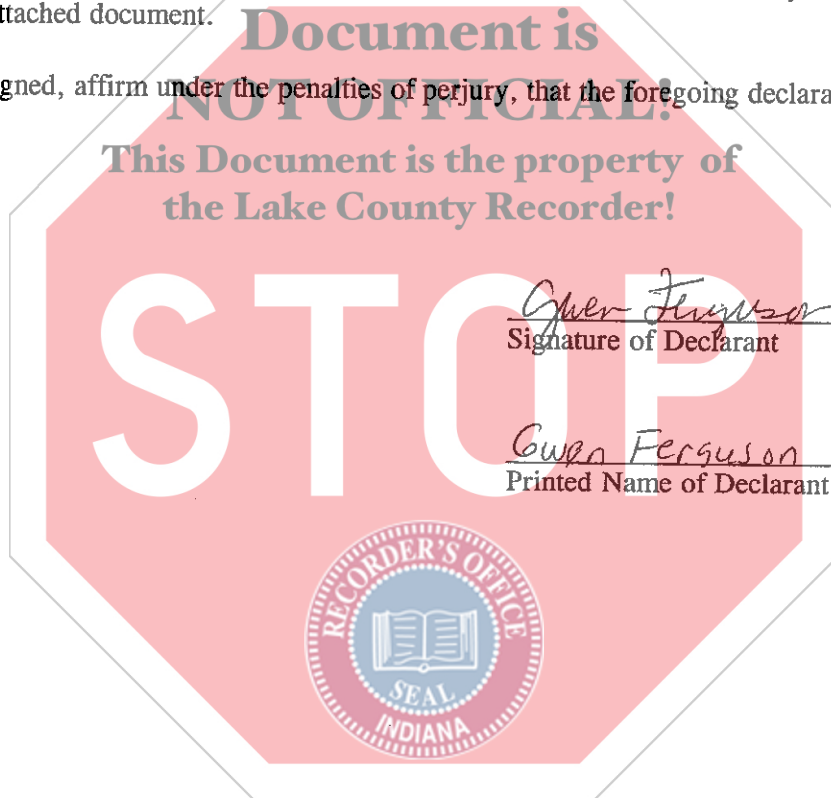 ttached document.
Document is
gned, affirm under the penalties of perjury, that the foregoing declara
NOT OFFICIAL!
This Document is the property of
the Lake County Recorder!
STOP
Gwen Ferguson
Signature of Declarant
Gwen Ferguson
Printed Name of Declarant
RECORDER'S OFFICE
SEAL
INDIANA